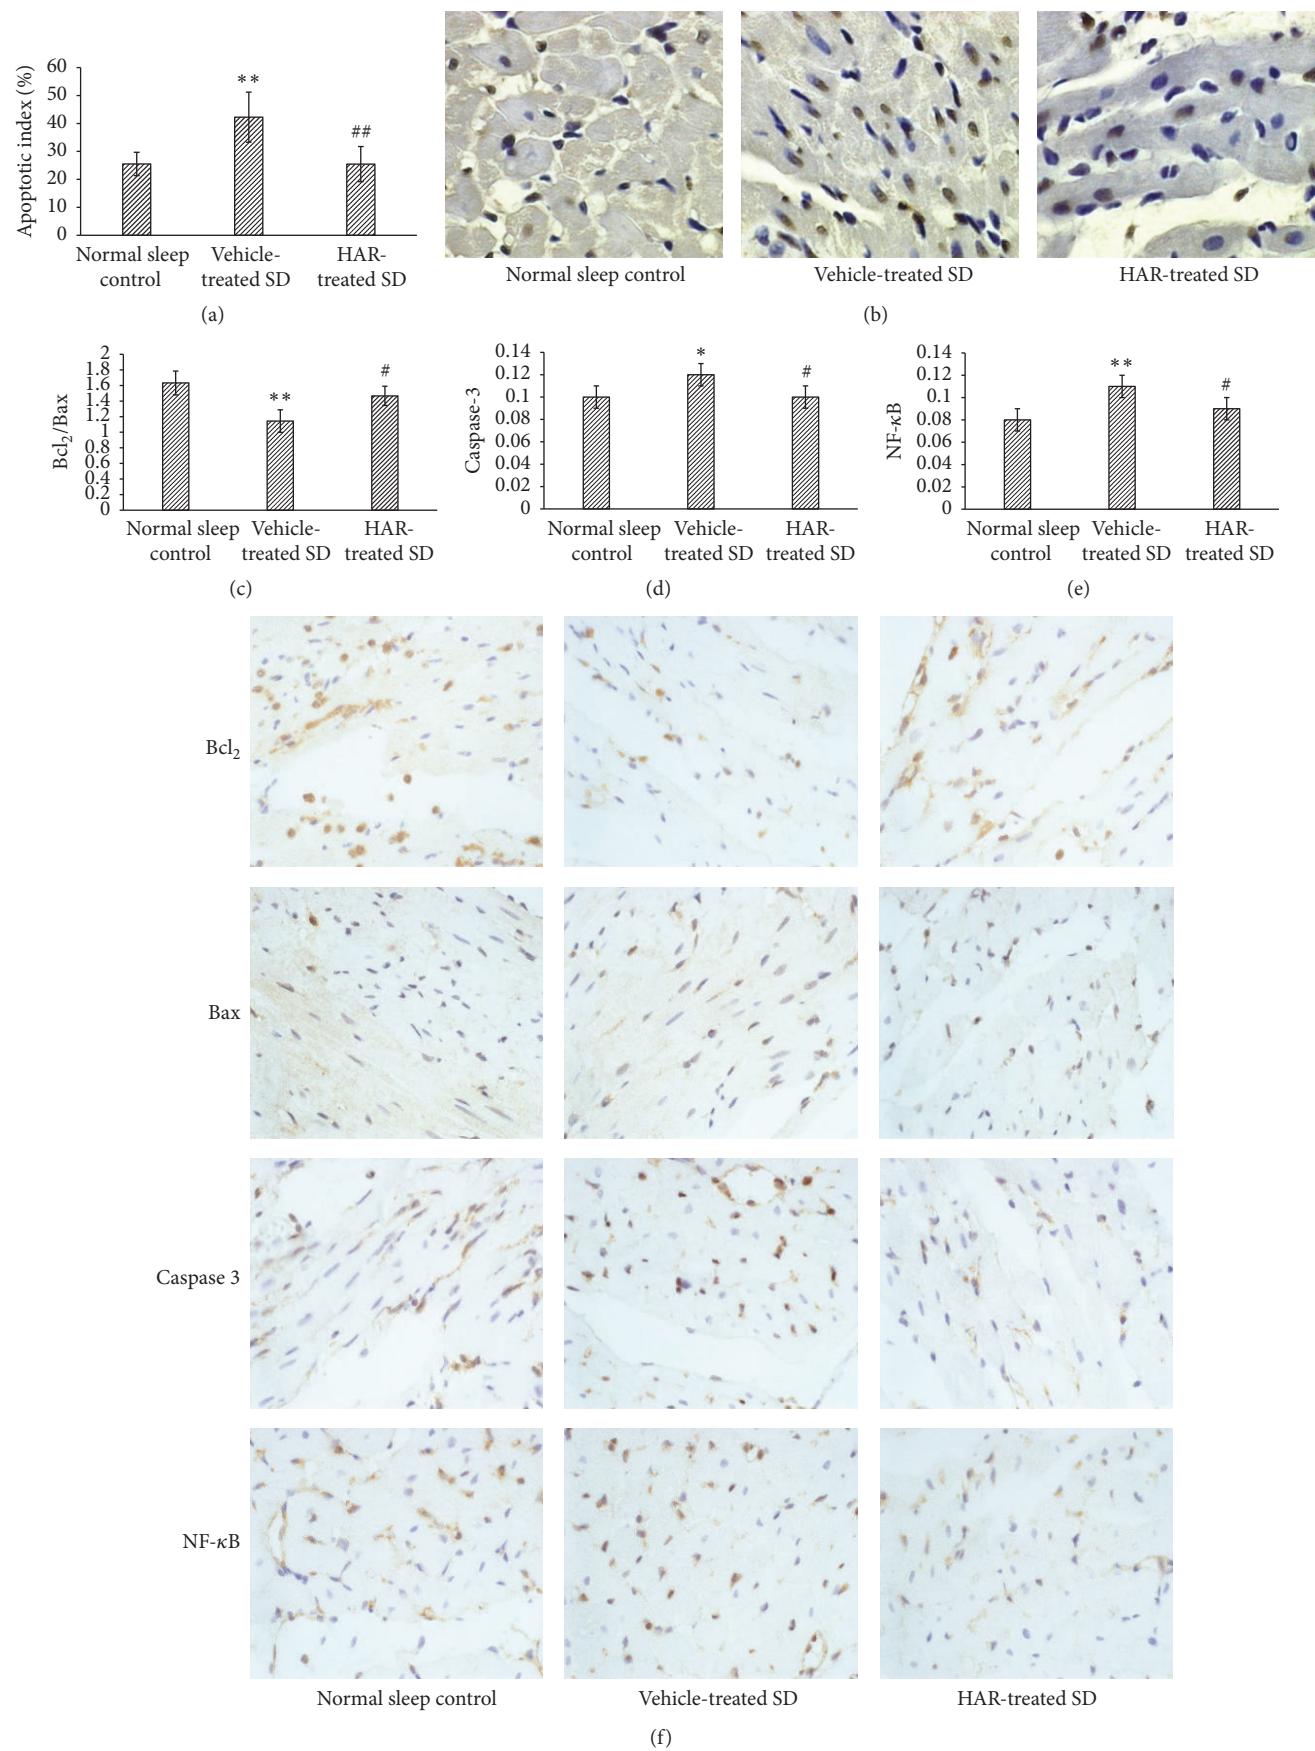 Apoptotic index (%)
60
50
40
30
20
10
0
**
##
Normal sleep
control
Vehicle-
treated SD
HAR-
treated SD
(a)
Normal sleep control
Vehicle-treated SD
HAR-treated SD
(b)
Bcl₂/Bax
2
1.8
1.6
1.4
1.2
1
0.8
0.6
0.4
0.2
0
**
#
Normal sleep
control
Vehicle-
treated SD
HAR-
treated SD
(c)
Caspase-3
0.14
0.12
0.1
0.08
0.06
0.04
0.02
0
*
#
Normal sleep
control
Vehicle-
treated SD
HAR-
treated SD
(d)
NF-κB
0.14
0.12
0.1
0.08
0.06
0.04
0.02
0
**
#
Normal sleep
control
Vehicle-
treated SD
HAR-
treated SD
(e)
Bcl₂
Bax
Caspase 3
NF-κB
Normal sleep control
Vehicle-treated SD
HAR-treated SD
(f)